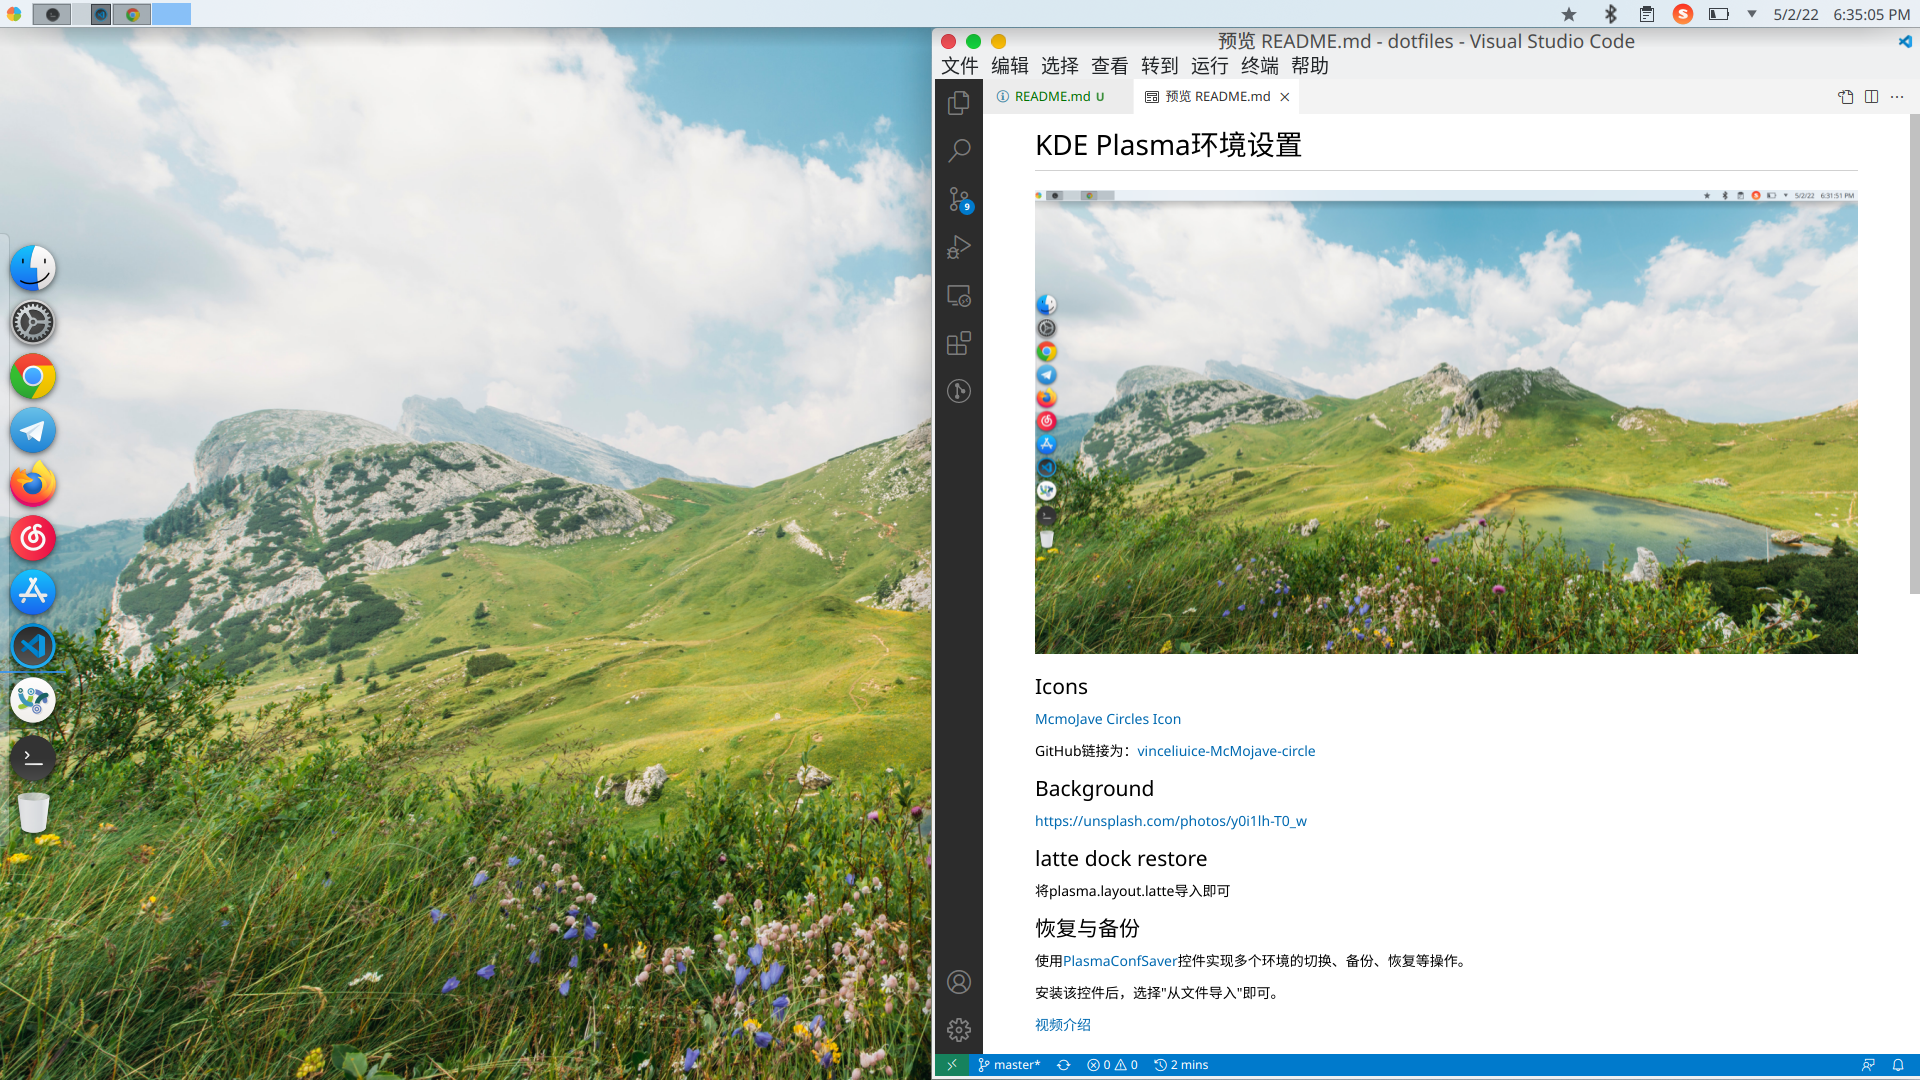 5/2/22 6:35:05 PM
预览 README.md - dotfiles - Visual Studio Code
文件 编辑 选择 查看 转到 运行 终端 帮助
README.md U 预览 README.md
KDE Plasma环境设置
5/2/22 6:31:51 PM
9
Icons
McmoJave Circles Icon
GitHub链接为：vinceliuice-McMojave-circle
Background
https://unsplash.com/photos/y0i1lh-T0_w
latte dock restore
将plasma.layout.latte导入即可
恢复与备份
使用PlasmaConfSaver控件实现多个环境的切换、备份、恢复等操作。
安装该控件后，选择"从文件导入"即可。
视频介绍
master* 0 0 2 mins